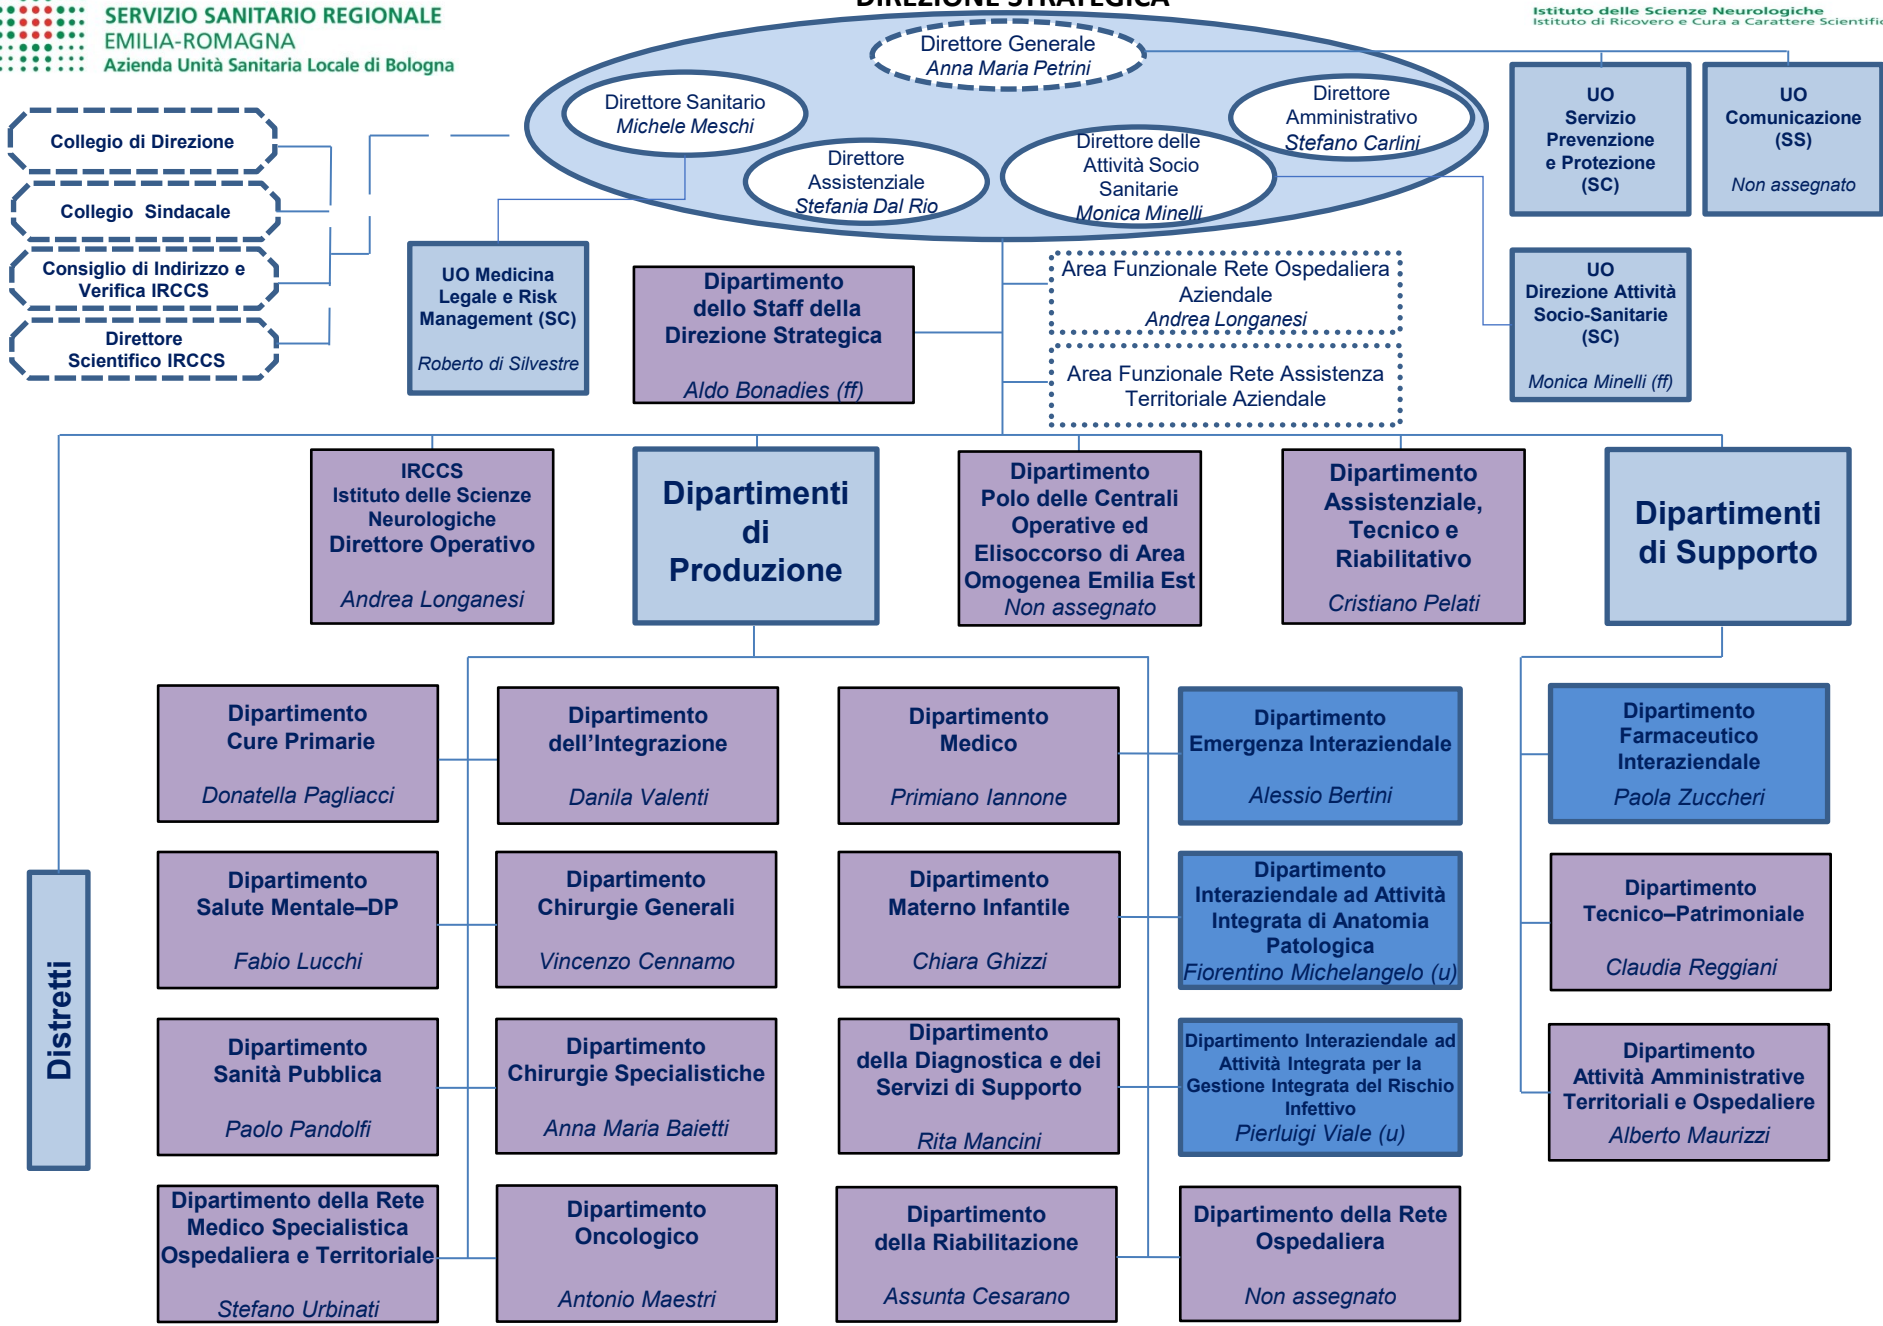 DIREZIONE STRATEGICA
SERVIZIO SANITARIO REGIONALE
EMILIA-ROMAGNA
Azienda Unità Sanitaria Locale di Bologna
Istituto delle Scienze Neurologiche
Istituto di Ricovero e Cura a Carattere Scientific
Direttore Generale
Anna Maria Petrini
Direttore Sanitario
Michele Meschi
Direttore
Assistenziale
Stefania Dal Rio
Direttore delle
Attività Socio
Sanitarie
Monica Minelli
Direttore
Amministrativo
Stefano Carlini
UO
Servizio
Prevenzione
e Protezione
(SC)
UO
Comunicazione
(SS)
Non assegnato
Collegio di Direzione
Collegio Sindacale
Consiglio di Indirizzo e
Verifica IRCCS
Direttore
Scientifico IRCCS
UO Medicina
Legale e Risk
Management (SC)
Roberto di Silvestre
Dipartimento
dello Staff della
Direzione Strategica
Aldo Bonadies (ff)
Area Funzionale Rete Ospedaliera
Aziendale
Andrea Longanesi
Area Funzionale Rete Assistenza
Territoriale Aziendale
UO
Direzione Attività
Socio-Sanitarie
(SC)
Monica Minelli (ff)
IRCCS
Istituto delle Scienze
Neurologiche
Direttore Operativo
Andrea Longanesi
Dipartimenti
di
Produzione
Dipartimento
Polo delle Centrali
Operative ed
Elisoccorso di Area
Omogenea Emilia Est
Non assegnato
Dipartimento
Assistenziale,
Tecnico e
Riabilitativo
Cristiano Pelati
Dipartimenti
di Supporto
Distretti
Dipartimento
Cure Primarie
Donatella Pagliacci
Dipartimento
dell’Integrazione
Danila Valenti
Dipartimento
Medico
Primiano Iannone
Dipartimento
Emergenza Interaziendale
Alessio Bertini
Dipartimento
Farmaceutico
Interaziendale
Paola Zuccheri
Dipartimento
Salute Mentale–DP
Fabio Lucchi
Dipartimento
Chirurgie Generali
Vincenzo Cennamo
Dipartimento
Materno Infantile
Chiara Ghizzi
Dipartimento
Interaziendale ad Attività
Integrata di Anatomia
Patologica
Fiorentino Michelangelo (u)
Dipartimento
Tecnico–Patrimoniale
Claudia Reggiani
Dipartimento
Sanità Pubblica
Paolo Pandolfi
Dipartimento
Chirurgie Specialistiche
Anna Maria Baietti
Dipartimento
della Diagnostica e dei
Servizi di Supporto
Rita Mancini
Dipartimento Interaziendale ad
Attività Integrata per la
Gestione Integrata del Rischio
Infettivo
Pierluigi Viale (u)
Dipartimento
Attività Amministrative
Territoriali e Ospedaliere
Alberto Maurizzi
Dipartimento della Rete
Medico Specialistica
Ospedaliera e Territoriale
Stefano Urbinati
Dipartimento
Oncologico
Antonio Maestri
Dipartimento
della Riabilitazione
Assunta Cesarano
Dipartimento della Rete
Ospedaliera
Non assegnato